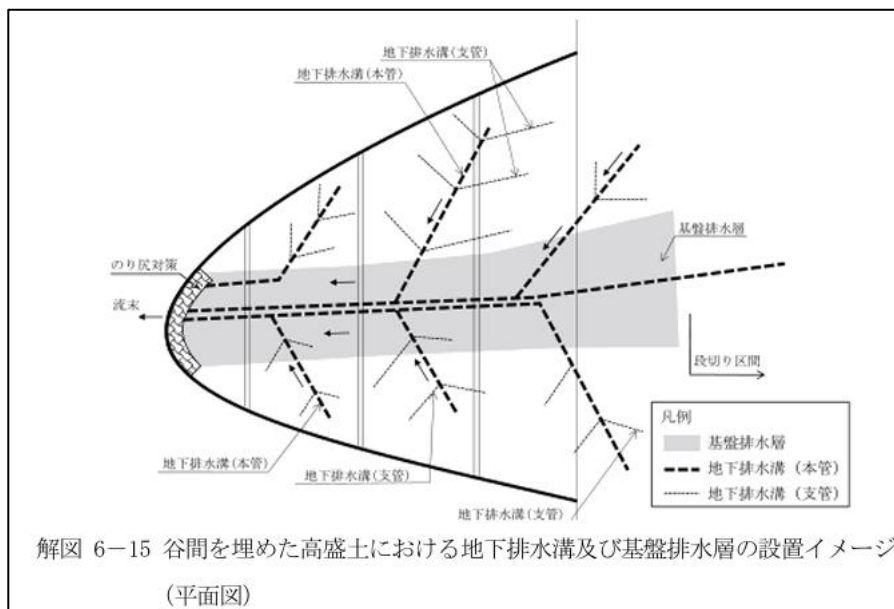 地下排水溝(支管)
地下排水溝(本管)
基盤排水層
のり尻対策
流末
段切り区間
凡例
基盤排水層
地下排水溝（本管）
地下排水溝（支管）
地下排水溝(本管)
地下排水溝(支管)
地下排水溝(支管)
解図 6－15 谷間を埋めた高盛土における地下排水溝及び基盤排水層の設置イメージ
(平面図)